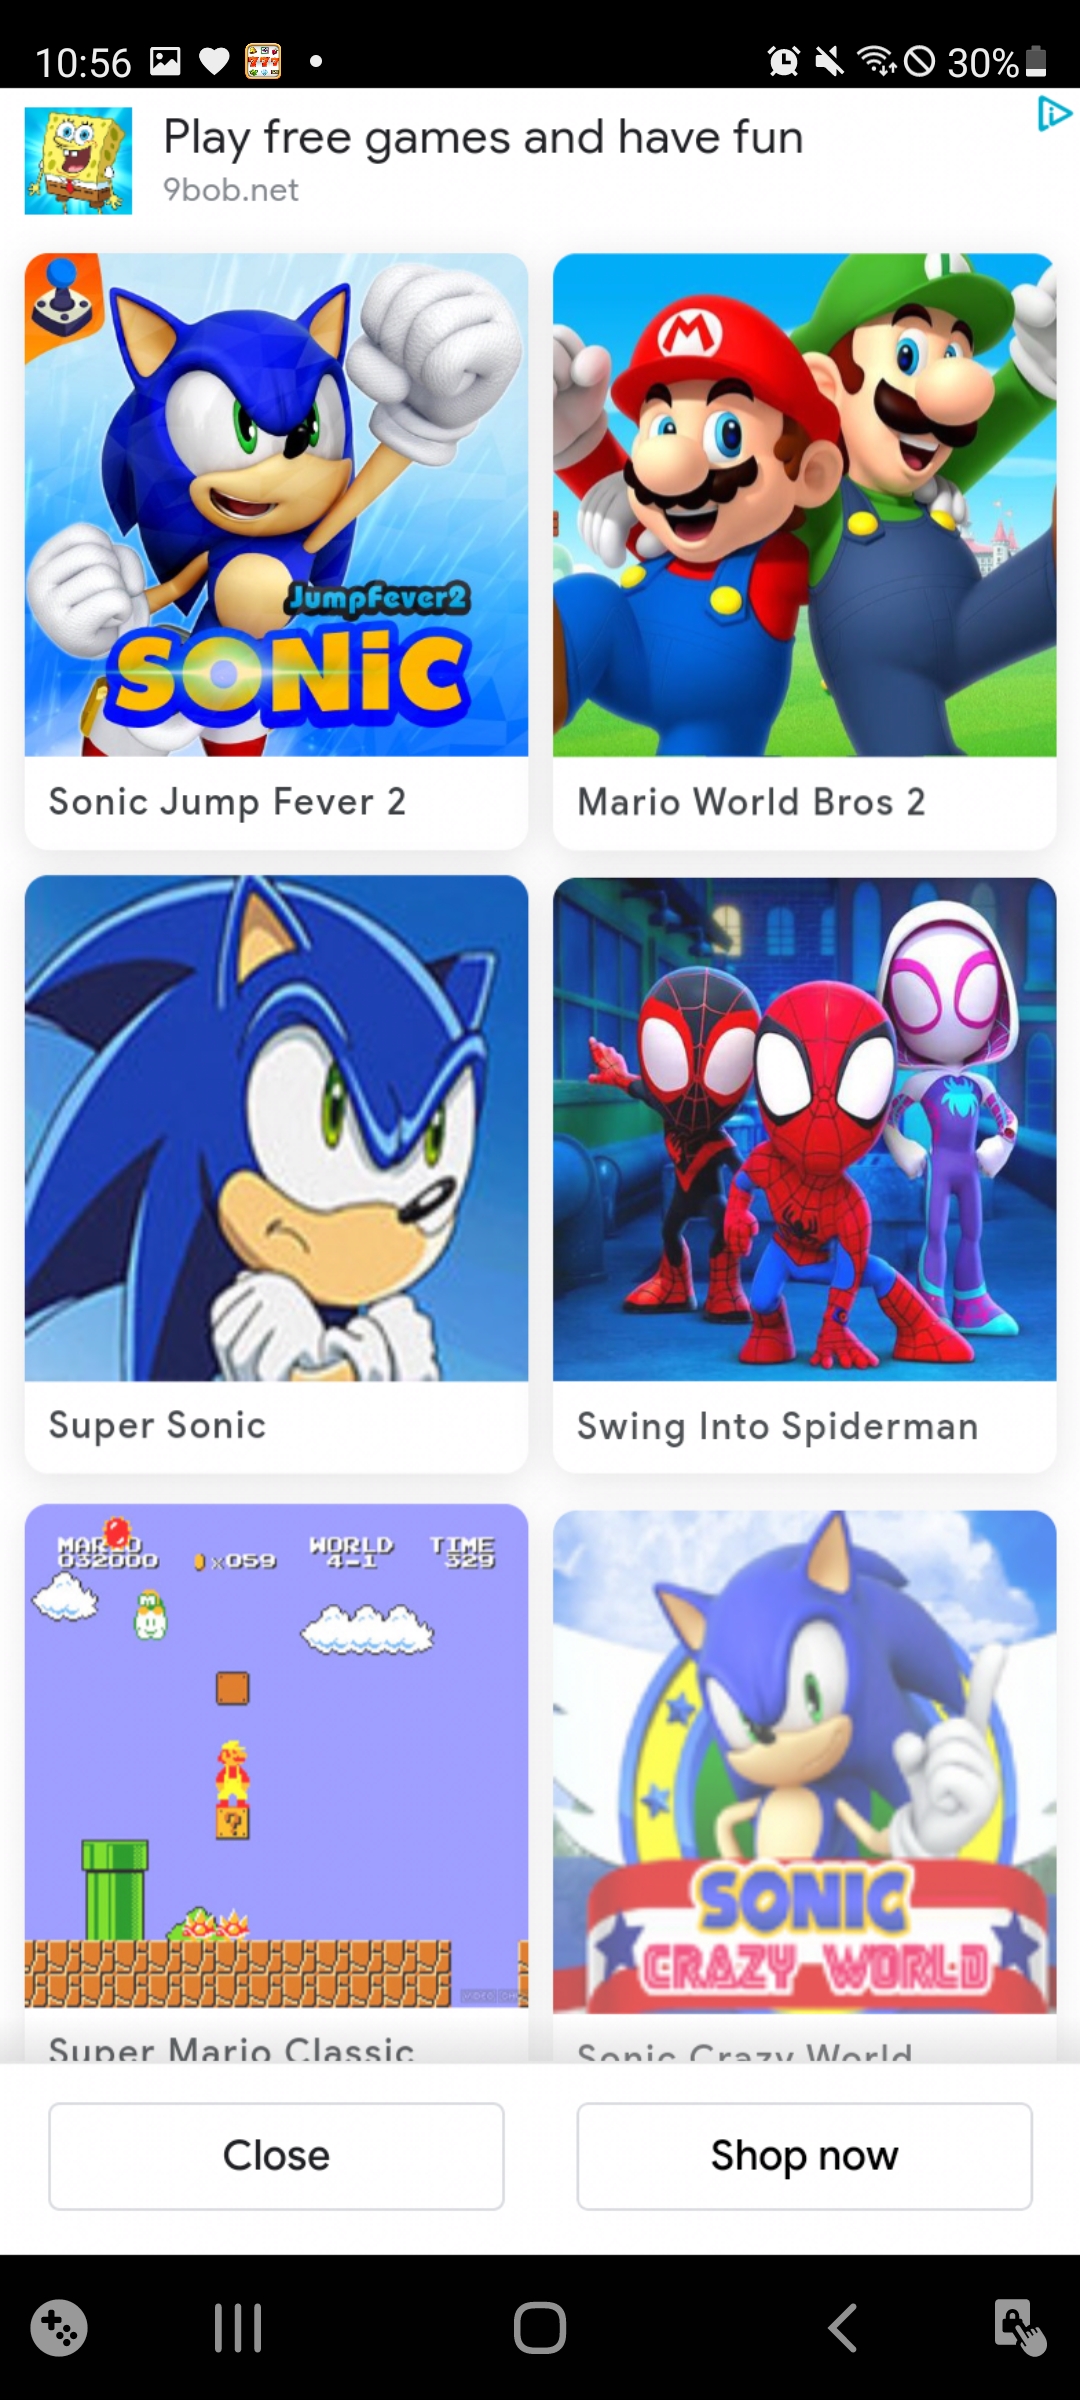 10:56
30%
Play free games and have fun
9bob.net
JumpFever2
SONiC
M
Sonic Jump Fever 2
Mario World Bros 2
Super Sonic
Swing Into Spiderman
MARIO WORLD TIME
032000 x059 4-1 329
?
SONIC
CRAZY WORLD
Super Mario Classic
Sonic Crazy World
Close
Shop now